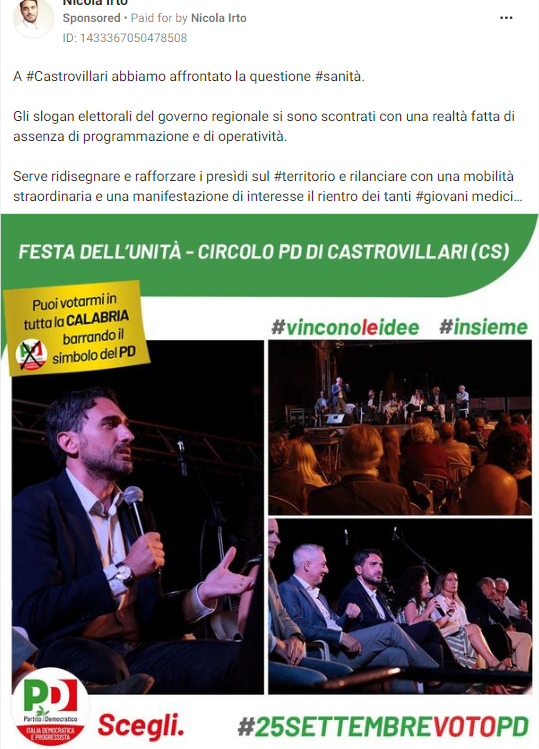 Nicola Irto
Sponsored • Paid for by Nicola Irto
ID: 1433367050478508
A #Castrovillari abbiamo affrontato la questione #sanità.
Gli slogan elettorali del governo regionale si sono scontrati con una realtà fatta di
assenza di programmazione e di operatività.
Serve ridisegnare e rafforzare i presìdi sul #territorio e rilanciare con una mobilità
straordinaria e una manifestazione di interesse il rientro dei tanti #giovani medici...
FESTA DELL'UNITÀ - CIRCOLO PD DI CASTROVILLARI (CS)
Puoi votarmi in
tutta la CALABRIA
barrando il
simbolo del PD
#vinconoleidee #insieme
PD
Partito Democratico
ITALIA DEMOCRATICA
E PROGRESSISTA
Scegli.
#25SETTEMBREVOTOPD